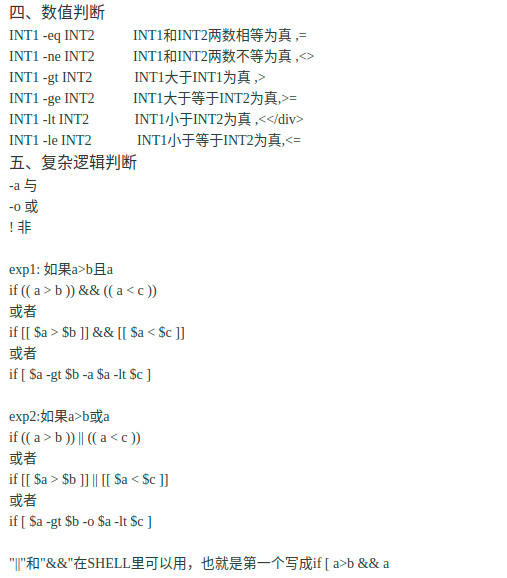 四、数值判断
INT1 -eq INT2 INT1和INT2两数相等为真 ,=
INT1 -ne INT2 INT1和INT2两数不等为真 ,<>
INT1 -gt INT2 INT1大于INT1为真 ,>
INT1 -ge INT2 INT1大于等于INT2为真,>=
INT1 -lt INT2 INT1小于INT2为真 ,<</div>
INT1 -le INT2 INT1小于等于INT2为真,<=
五、复杂逻辑判断
-a 与
-o 或
! 非
exp1: 如果a>b且a
if (( a > b )) && (( a < c ))
或者
if [[ $a > $b ]] && [[ $a < $c ]]
或者
if [ $a -gt $b -a $a -lt $c ]
exp2:如果a>b或a
if (( a > b )) || (( a < c ))
或者
if [[ $a > $b ]] || [[ $a < $c ]]
或者
if [ $a -gt $b -o $a -lt $c ]
"||"和"&&"在SHELL里可以用，也就是第一个写成if [ a>b && a